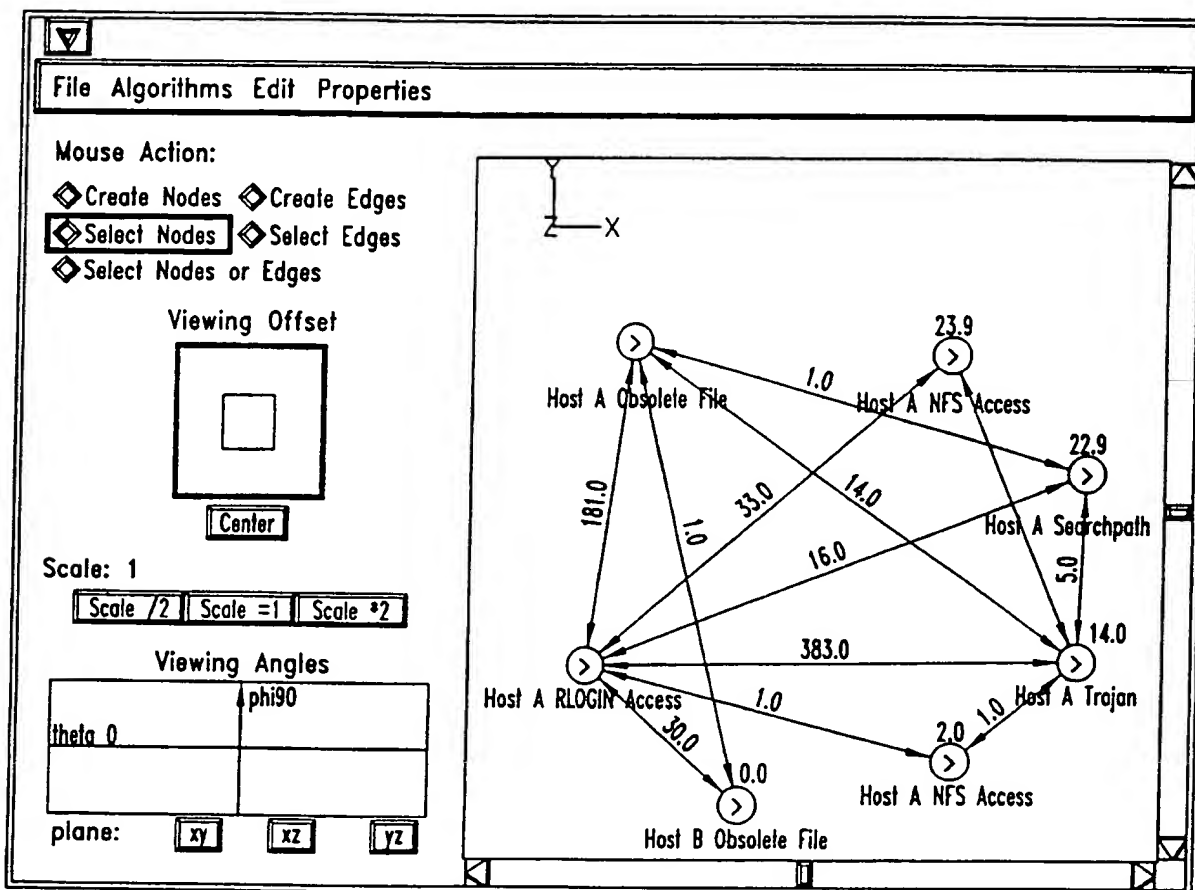 File Algorithms Edit Properties
Mouse Action:
Create Nodes Create Edges
Select Nodes Select Edges
Select Nodes or Edges
Viewing Offset
Center
Scale: 1
Scale /2 Scale =1 Scale *2
Viewing Angles
phi90
theta 0
plane: xy xz yz
Y
Z X
23.9
1.0
Host A Obsolete File
Host A NFS Access
22.9
181.0
1.0
33.0
14.0
Host A Searchpath
16.0
5.0
383.0
14.0
Host A RLOGIN Access
Host A Trajan
1.0
30.0
2.0
1.0
0.0
Host A NFS Access
Host B Obsolete File